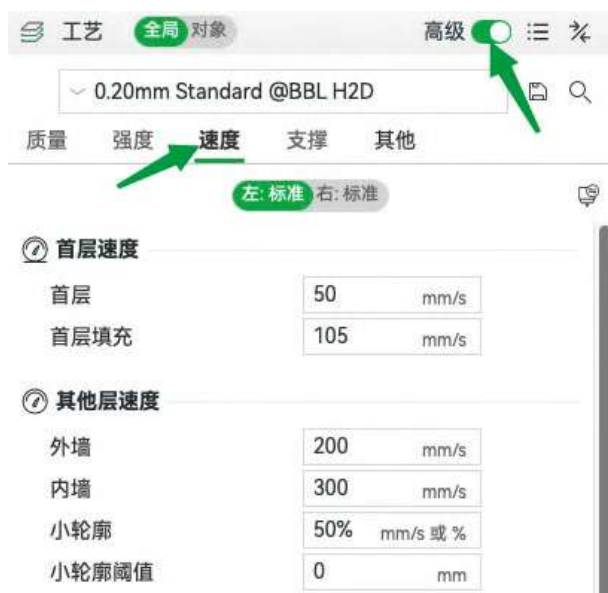 工艺 全局 对象 高级
0.20mm Standard @BBL H2D
质量 强度 速度 支撑 其他
左: 标准 右: 标准
首层速度
首层 50 mm/s
首层填充 105 mm/s
其他层速度
外墙 200 mm/s
内墙 300 mm/s
小轮廓 50% mm/s 或 %
小轮廓阈值 0 mm